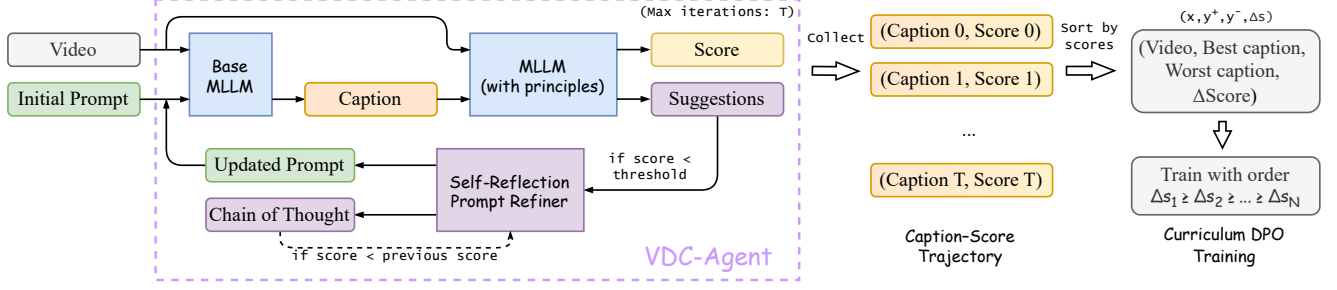 (Max iterations: T)
Video
Initial Prompt
Base
MLLM
Caption
MLLM
(with principles)
Score
Suggestions
if score <
threshold
Updated Prompt
Self-Reflection
Prompt Refiner
Chain of Thought
if score < previous score
VDC-Agent
Collect
(Caption 0, Score 0)
(Caption 1, Score 1)
...
(Caption T, Score T)
Caption-Score
Trajectory
Sort by
scores
(x,y⁺,y⁻,Δs)
(Video, Best caption,
Worst caption,
ΔScore)
Train with order
Δs₁ ≥ Δs₂ ≥ ... ≥ Δs_N
Curriculum DPO
Training